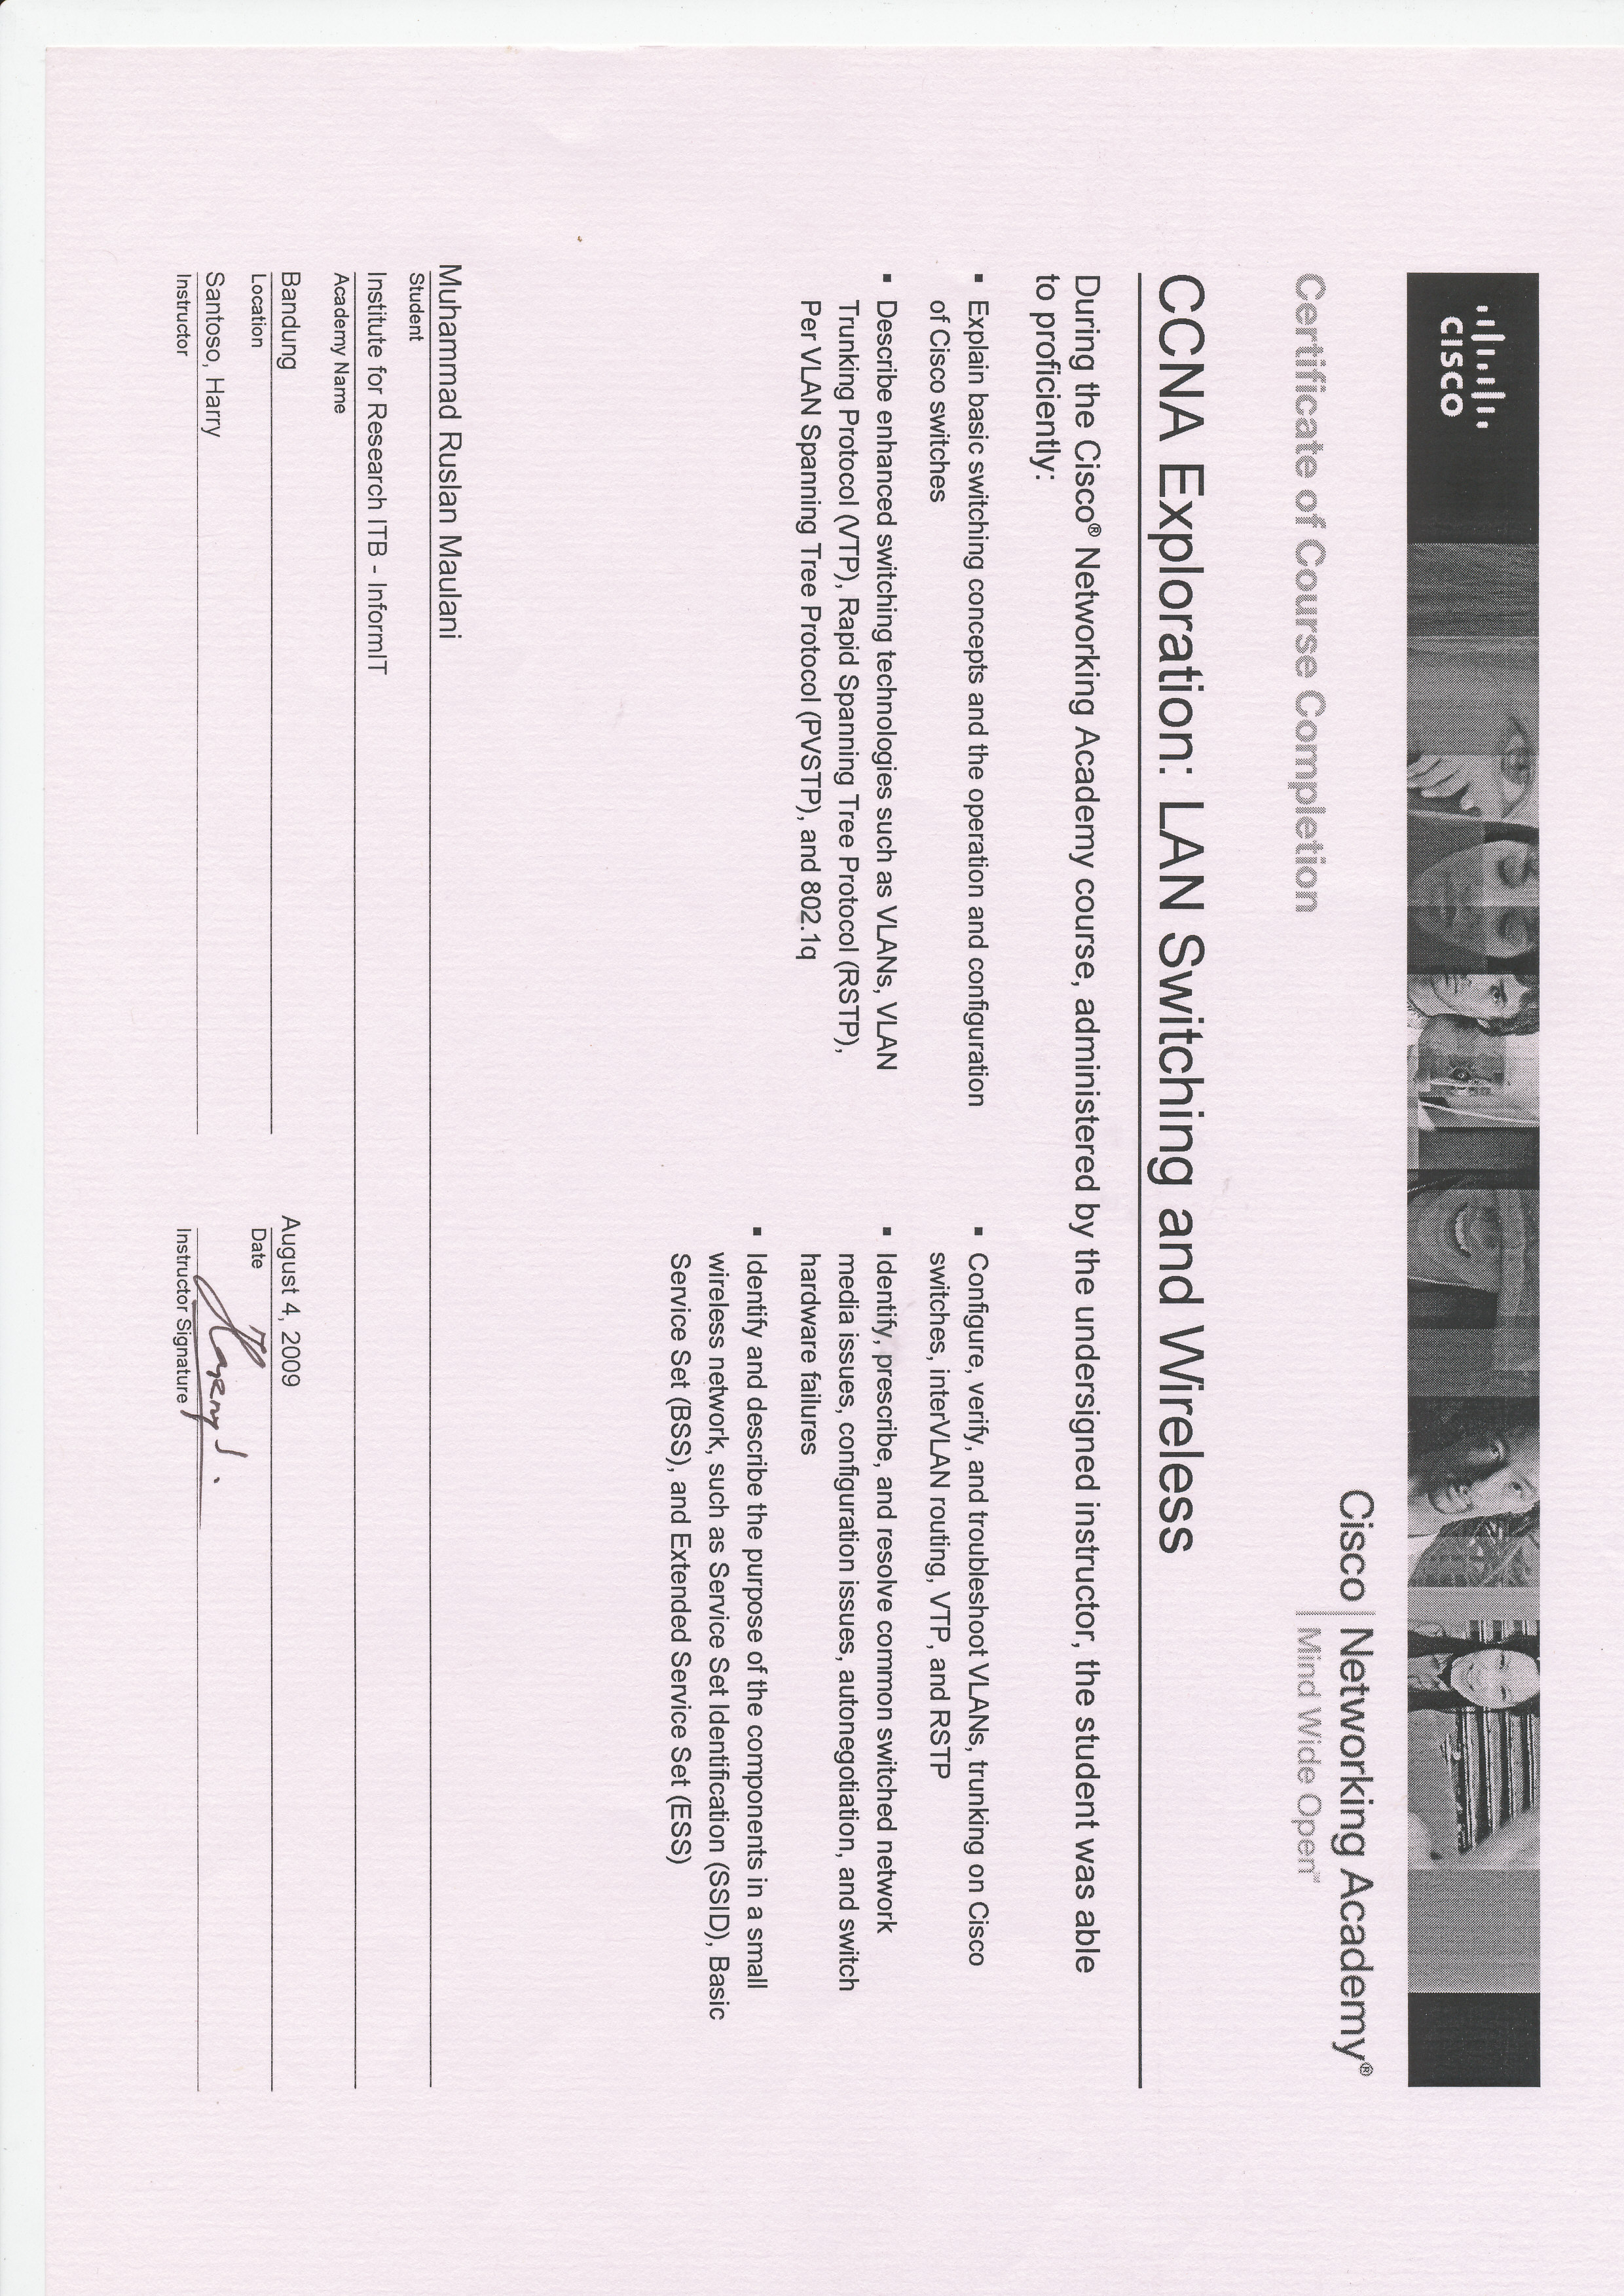 CISCO
Cisco | Networking Academy®
Certificate of Course Completion
Mind Wide Open™
CCNA Exploration: LAN Switching and Wireless
During the Cisco® Networking Academy course, administered by the undersigned instructor, the student was able
to proficiently:
▪ Explain basic switching concepts and the operation and configuration
of Cisco switches
▪ Describe enhanced switching technologies such as VLANs, VLAN
Trunking Protocol (VTP), Rapid Spanning Tree Protocol (RSTP),
Per VLAN Spanning Tree Protocol (PVSTP), and 802.1q
▪ Configure, verify, and troubleshoot VLANs, trunking on Cisco
switches, interVLAN routing, VTP, and RSTP
▪ Identify, prescribe, and resolve common switched network
media issues, configuration issues, autonegotiation, and switch
hardware failures
▪ Identify and describe the purpose of the components in a small
wireless network, such as Service Set Identification (SSID), Basic
Service Set (BSS), and Extended Service Set (ESS)
Muhammad Ruslan Maulani
Student
Institute for Research ITB - InformIT
Academy Name
Bandung
Location
August 4, 2009
Date
Santoso, Harry
Instructor
Instructor Signature